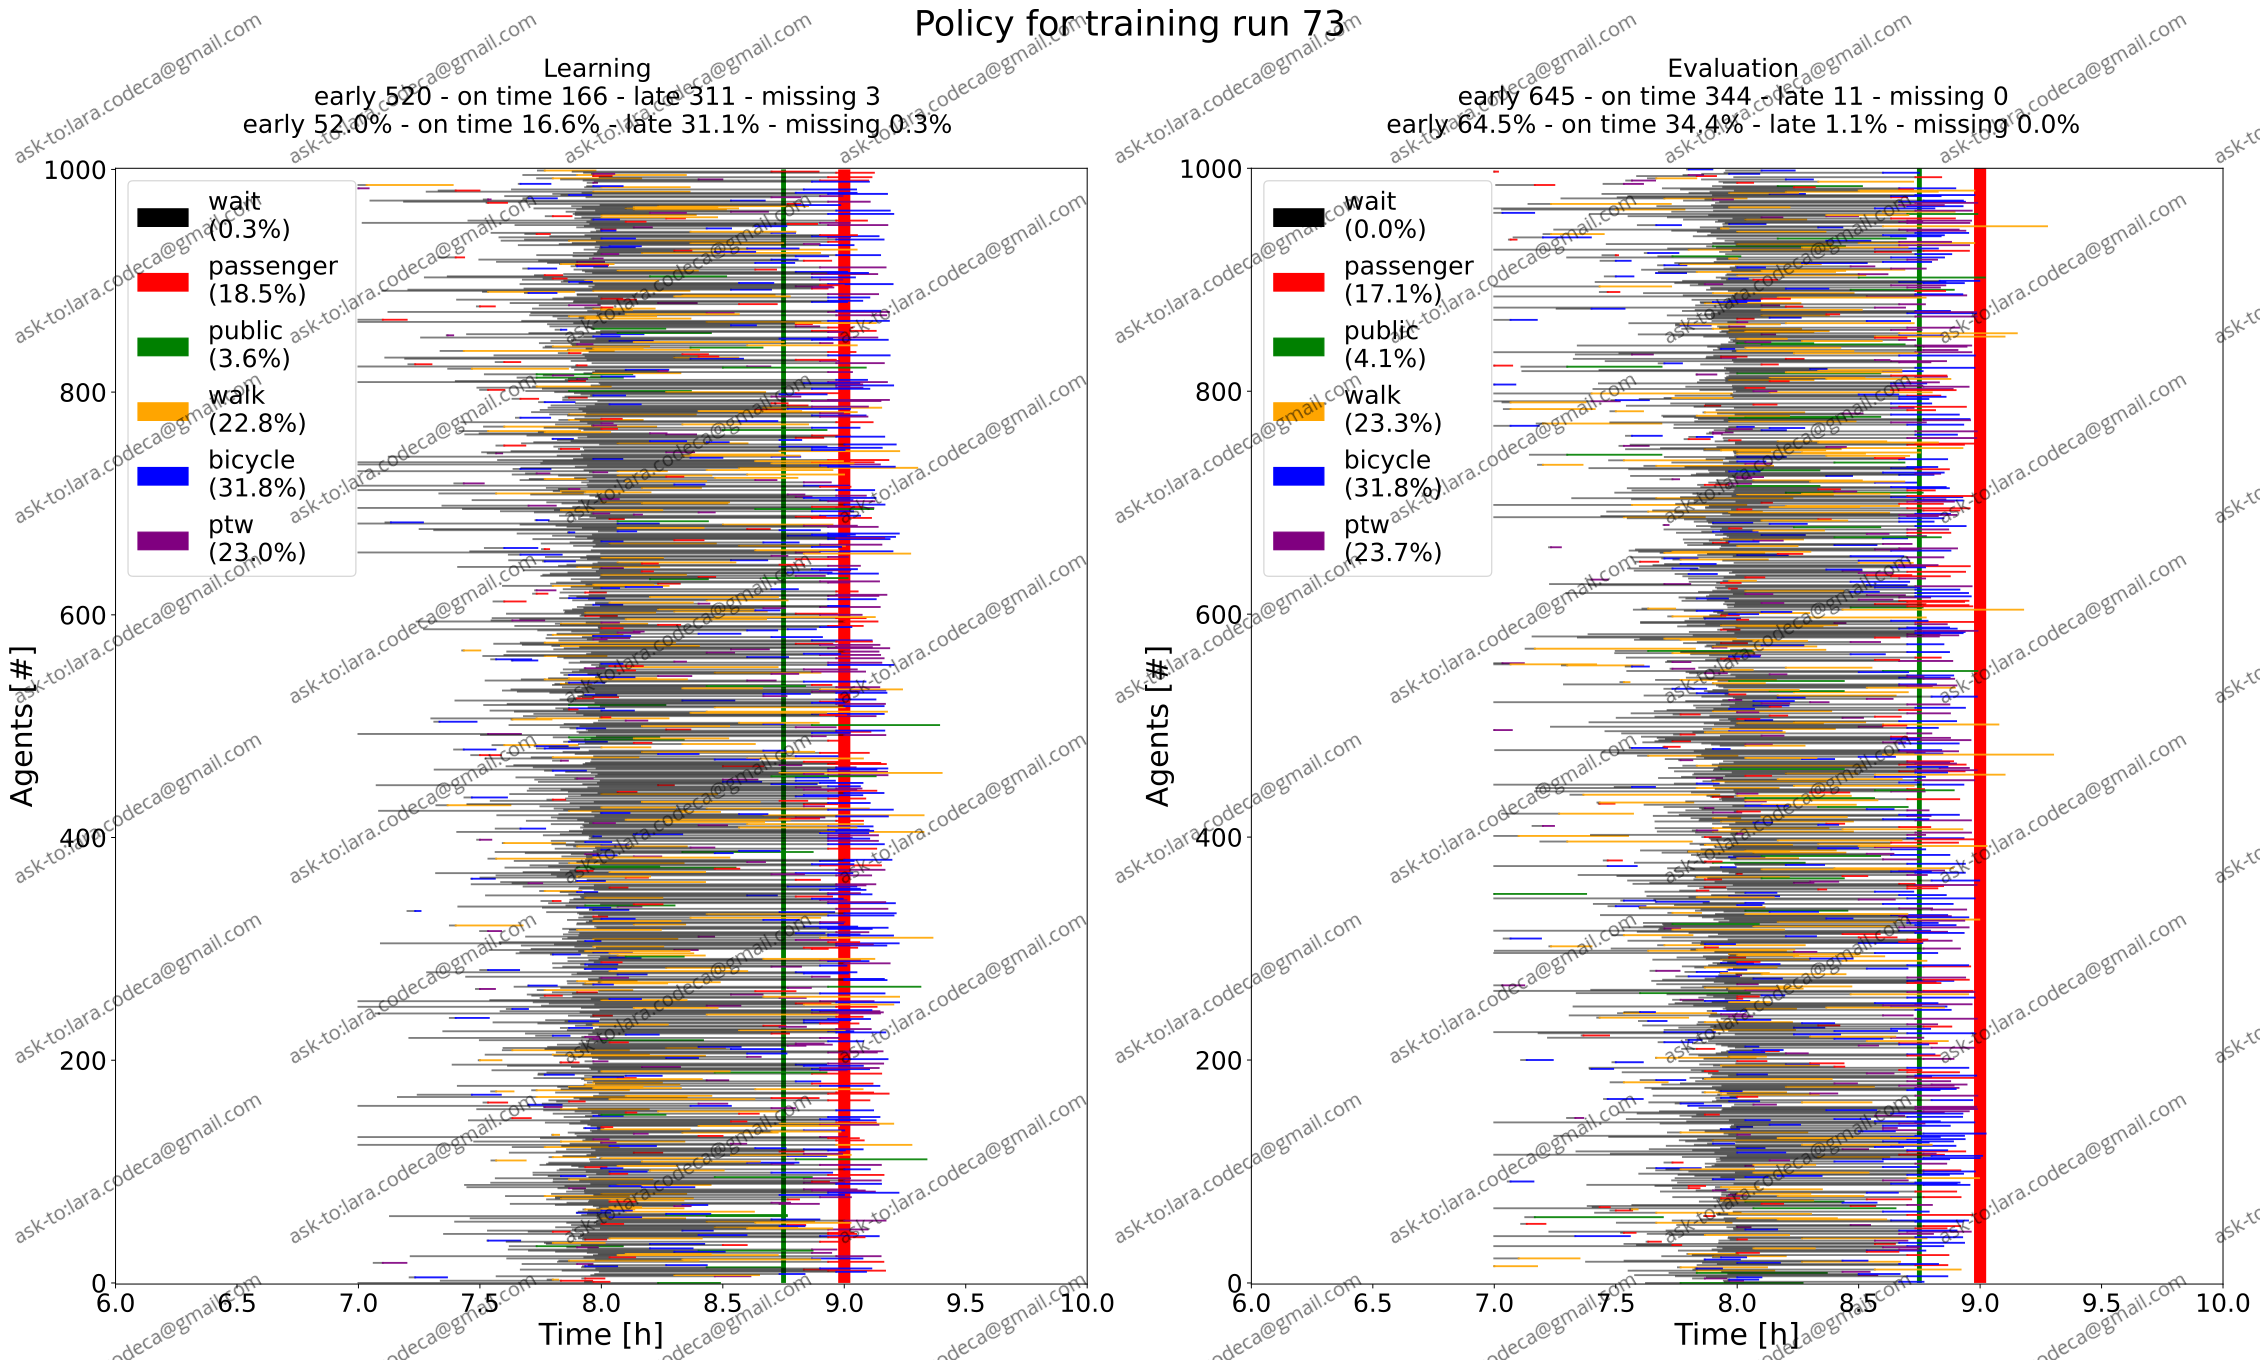 Policy for training run 73
Learning
early 520 - on time 166 - late 311 - missing 3
early 52.0% - on time 16.6% - late 31.1% - missing 0.3%
1000
800
600
400
200
0
Agents [#]
wait
(0.3%)
passenger
(18.5%)
public
(3.6%)
walk
(22.8%)
bicycle
(31.8%)
ptw
(23.0%)
6.0 6.5 7.0 7.5 8.0 8.5 9.0 9.5 10.0
Time [h]
Evaluation
early 645 - on time 344 - late 11 - missing 0
early 64.5% - on time 34.4% - late 1.1% - missing 0.0%
1000
800
600
400
200
0
Agents [#]
wait
(0.0%)
passenger
(17.1%)
public
(4.1%)
walk
(23.3%)
bicycle
(31.8%)
ptw
(23.7%)
6.0 6.5 7.0 7.5 8.0 8.5 9.0 9.5 10.0
Time [h]
ask-to:lara.codeca@gmail.com